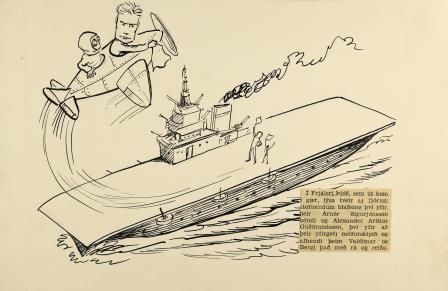 Í Frjálsri þjóð, sem út kom
í gær, lýsa tveir af fjórum
stofnendum blaðsins því yfir,
þeir Arnór Sigurjónsson
bóndi og Alexander Arthur
Guðmundsson, því yfir að
þeir yfirgefi móðurskipið og
afhendi þeim Valdimar og
Bergi það með rá og reiða.